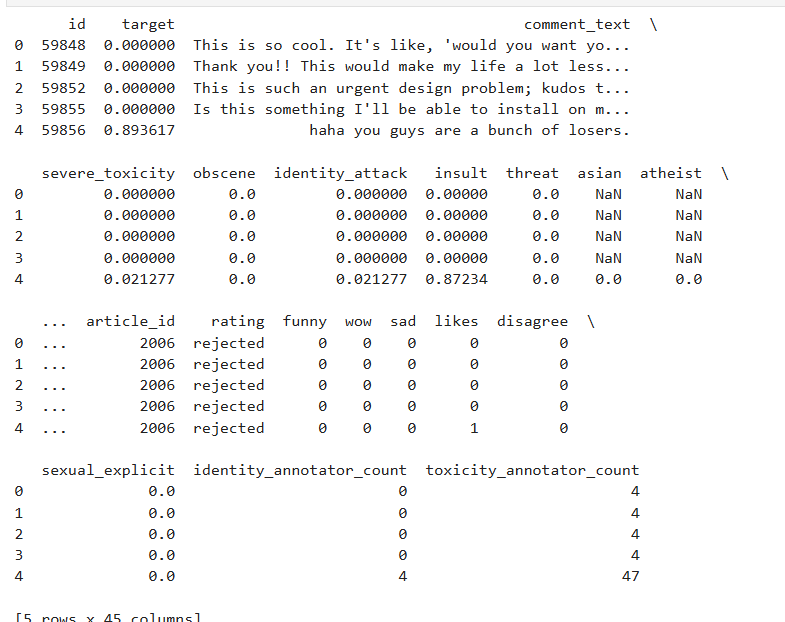 id target comment_text \
0 59848 0.000000 This is so cool. It's like, 'would you want yo...
1 59849 0.000000 Thank you!! This would make my life a lot less...
2 59852 0.000000 This is such an urgent design problem; kudos t...
3 59855 0.000000 Is this something I'll be able to install on m...
4 59856 0.893617 haha you guys are a bunch of losers.
severe_toxicity obscene identity_attack insult threat asian atheist \
0 0.000000 0.0 0.000000 0.00000 0.0 NaN NaN
1 0.000000 0.0 0.000000 0.00000 0.0 NaN NaN
2 0.000000 0.0 0.000000 0.00000 0.0 NaN NaN
3 0.000000 0.0 0.000000 0.00000 0.0 NaN NaN
4 0.021277 0.0 0.021277 0.87234 0.0 0.0 0.0
... article_id rating funny wow sad likes disagree \
0 ... 2006 rejected 0 0 0 0 0
1 ... 2006 rejected 0 0 0 0 0
2 ... 2006 rejected 0 0 0 0 0
3 ... 2006 rejected 0 0 0 0 0
4 ... 2006 rejected 0 0 0 1 0
sexual_explicit identity_annotator_count toxicity_annotator_count
0 0.0 0 4
1 0.0 0 4
2 0.0 0 4
3 0.0 0 4
4 0.0 4 47
[5 rows x 45 columns]